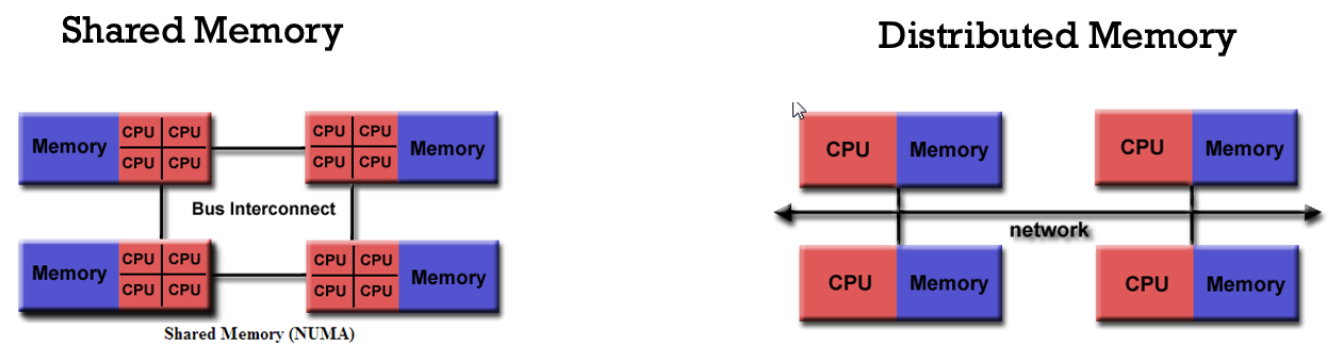 Shared Memory
Distributed Memory
Memory CPU CPU
CPU CPU
CPU CPU Memory
CPU CPU
Bus Interconnect
Memory CPU CPU
CPU CPU
CPU CPU Memory
CPU CPU
Shared Memory (NUMA)
CPU Memory
CPU Memory
network
CPU Memory
CPU Memory